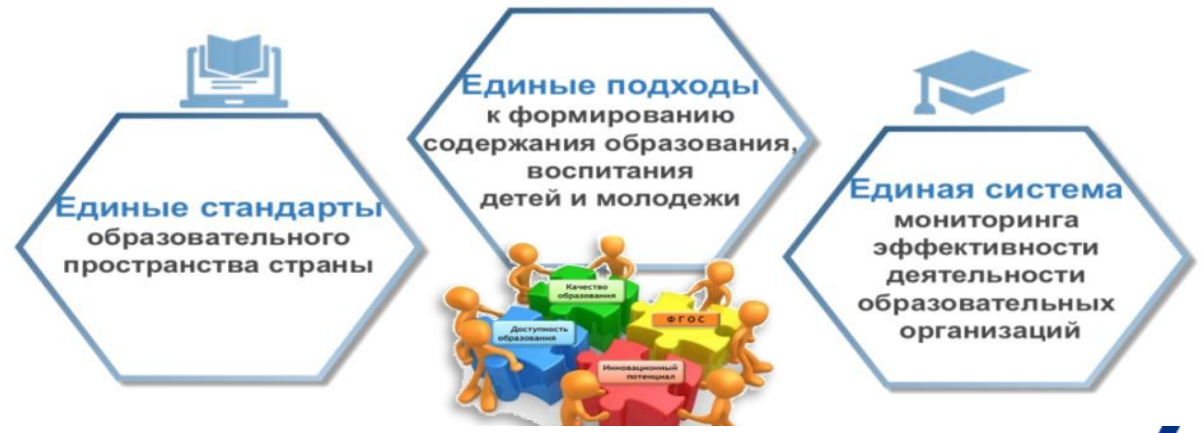 Единые стандарты
образовательного
пространства страны
Единые подходы
к формированию
содержания образования,
воспитания
детей и молодежи
Единая система
мониторинга
эффективности
деятельности
образовательных
организаций
Качество
образования
Доступность
образования
ФГОС
Инновационный
потенциал